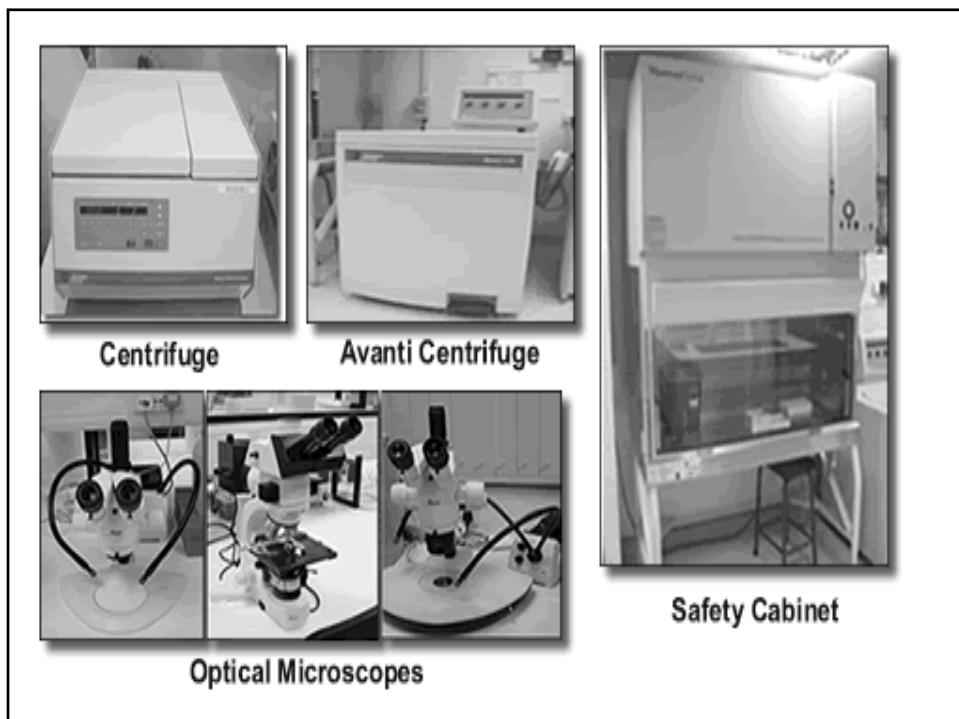 Centrifuge
Avanti Centrifuge
Optical Microscopes
Safety Cabinet